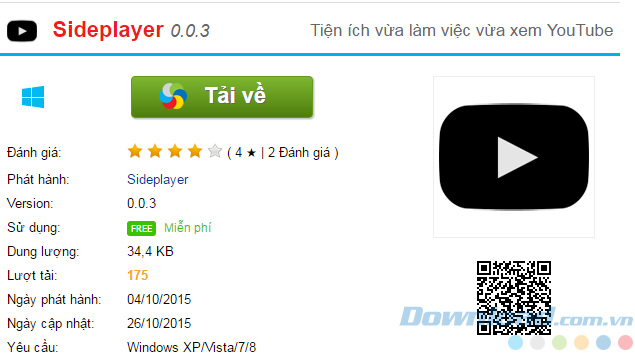 Sideplayer 0.0.3 Tiện ích vừa làm việc vừa xem YouTube
Tải về
Đánh giá: ( 4 ★ | 2 Đánh giá )
Phát hành: Sideplayer
Version: 0.0.3
Sử dụng: FREE Miễn phí
Dung lượng: 34,4 KB
Lượt tải: 175
Ngày phát hành: 04/10/2015
Ngày cập nhật: 26/10/2015
Download.com.vn
Yêu cầu: Windows XP/Vista/7/8